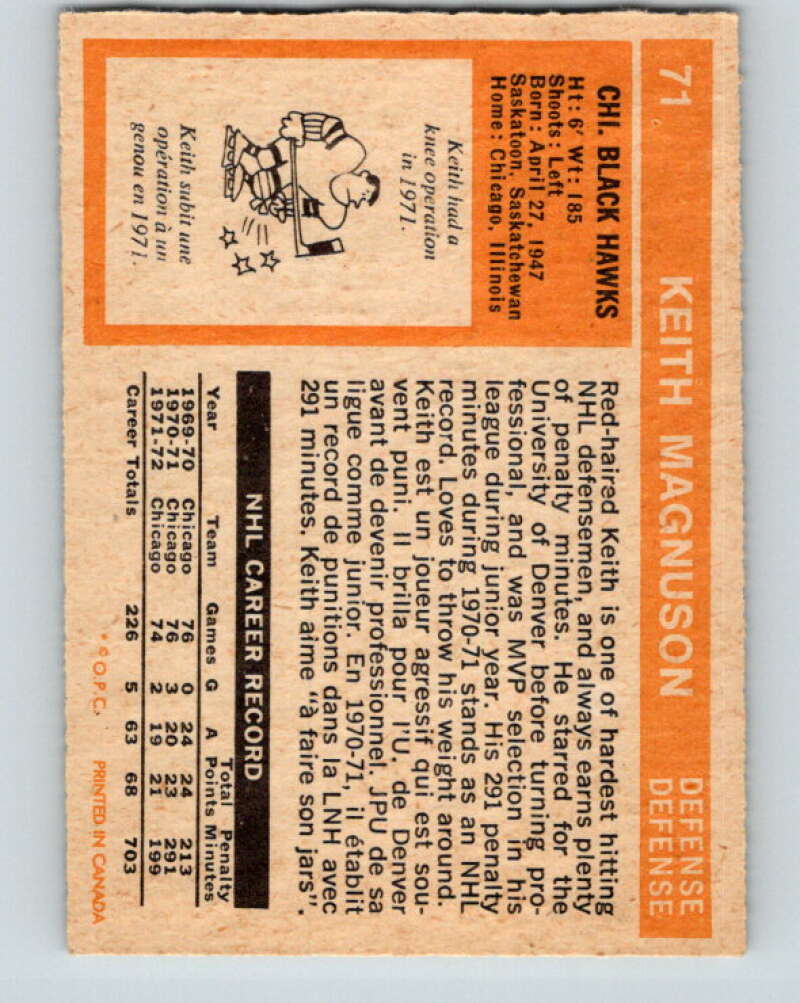 71 KEITH MAGNUSON DEFENSE
DEFENSE
CHI. BLACK HAWKS
Ht: 6' Wt: 185
Shoots: Left
Born: April 27, 1947
Saskatoon, Saskatchewan
Home: Chicago, Illinois
Keith had a
knee operation
in 1971.
Keith subit une
opération à un
genou en 1971.
Red-haired Keith is one of hardest hitting
NHL defensemen, and always earns plenty
of penalty minutes. He starred for the
University of Denver before turning pro-
fessional, and was MVP selection in his
league during junior year. His 291 penalty
minutes during 1970-71 stands as an NHL
record. Loves to throw his weight around.
Keith est un joueur agressif qui est sou-
vent puni. Il brilla pour l'U. de Denver
avant de devenir professionnel. JPU de sa
ligue comme junior. En 1970-71, il établit
un record de punitions dans la LNH avec
291 minutes. Keith aime "à faire son jars".
NHL CAREER RECORD
Total Penalty
Year Team Games G A Points Minutes
1969-70 Chicago 76 0 24 24 213
1970-71 Chicago 76 3 20 23 291
1971-72 Chicago 74 2 19 21 199
Career Totals 226 5 63 68 703
* © O.P.C. PRINTED IN CANADA